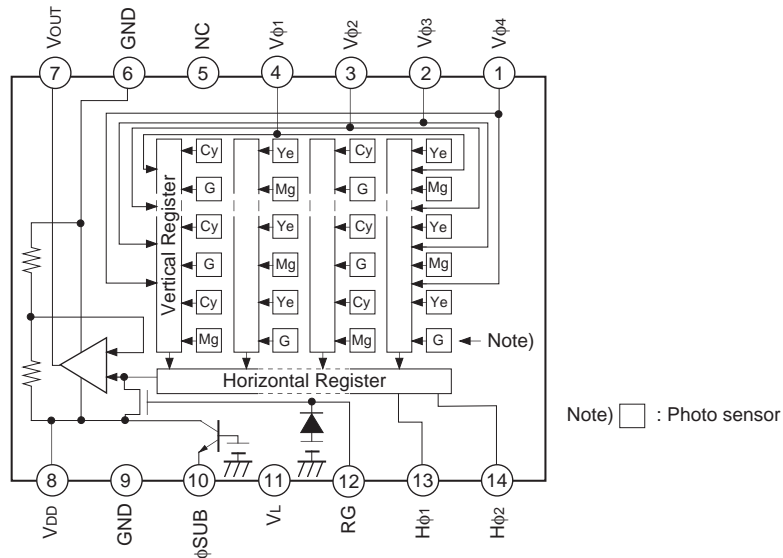 VOUT GND NC Vϕ1 Vϕ2 Vϕ3 Vϕ4
7 6 5 4 3 2 1
Vertical Register
Cy Ye Cy Ye
G Mg G Mg
Cy Ye Cy Ye
G Mg G Mg
Cy Ye Cy Ye
Mg G Mg G Note)
Horizontal Register
Note) : Photo sensor
8 9 10 11 12 13 14
VDD GND ϕSUB VL RG Hϕ1 Hϕ2